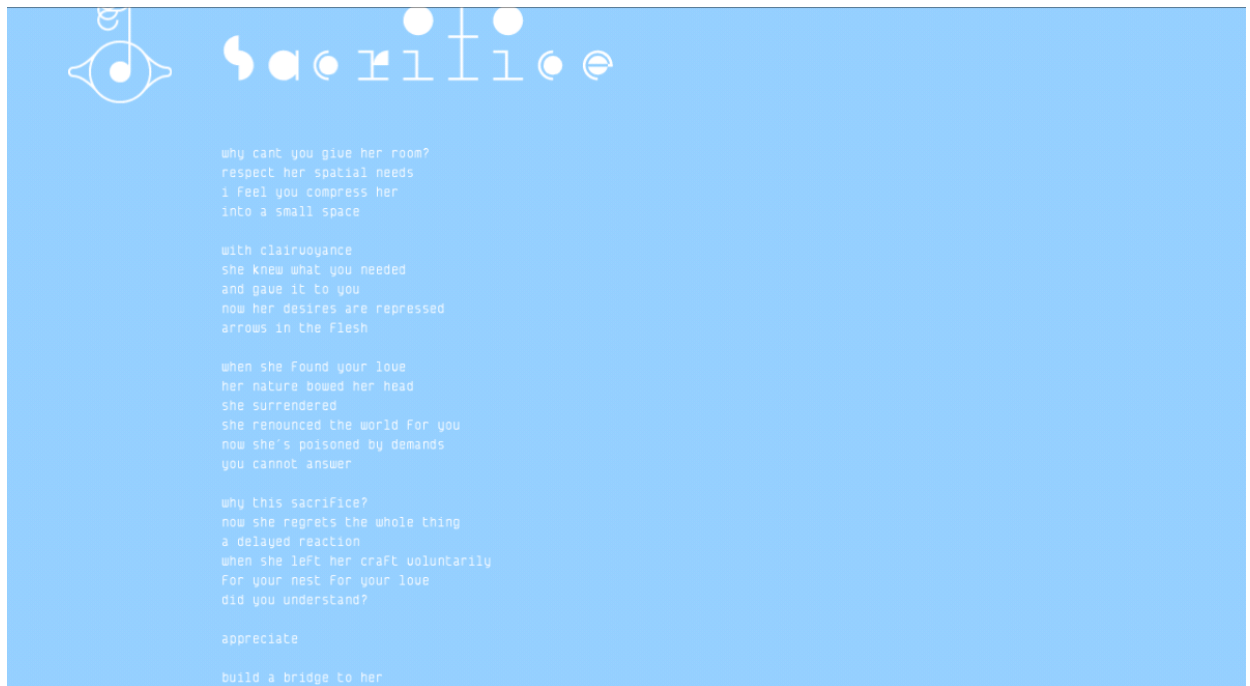 Sacrifice
why cant you give her room?
respect her spatial needs
i Feel you compress her
into a small space
with clairvoyance
she knew what you needed
and gave it to you
now her desires are repressed
arrows in the Flesh
when she Found your love
her nature bowed her head
she surrendered
she renounced the world For you
now she's poisoned by demands
you cannot answer
why this sacriFice?
now she regrets the whole thing
a delayed reaction
when she leFt her craFt voluntarily
For your nest For your love
did you understand?
appreciate
build a bridge to her